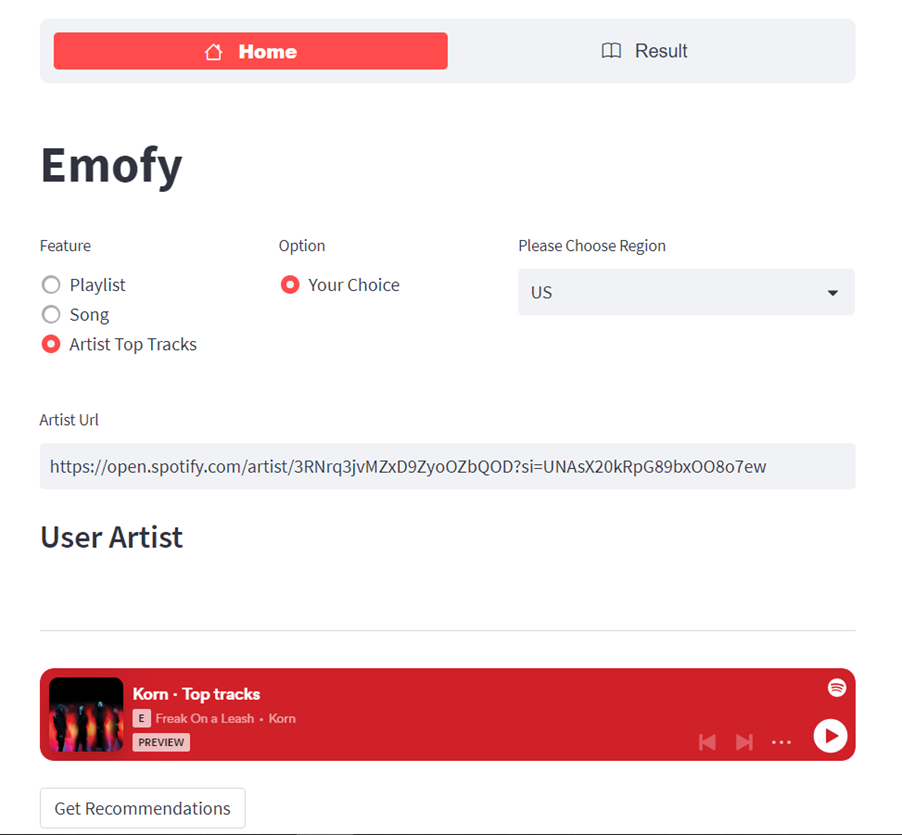 Home
Result
Emofy
Feature
Option
Please Choose Region
Playlist
Your Choice
US
Song
Artist Top Tracks
Artist Url
https://open.spotify.com/artist/3RNrq3jvMZxD9ZyoOZbQOD?si=UNAsX20kRpG89bxOO8o7ew
User Artist
Korn · Top tracks
E Freak On a Leash • Korn
PREVIEW
Get Recommendations